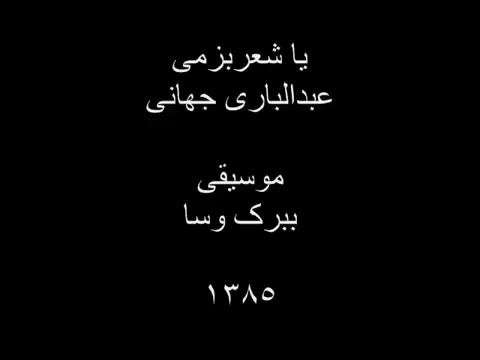 یا شعربزمی
عبدالباری جهانی
موسیقی
ببرک وسا
۱۳۸۵